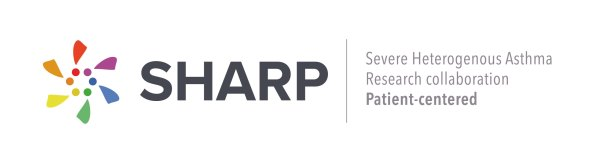 SHARP
Severe Heterogenous Asthma
Research collaboration
Patient-centered